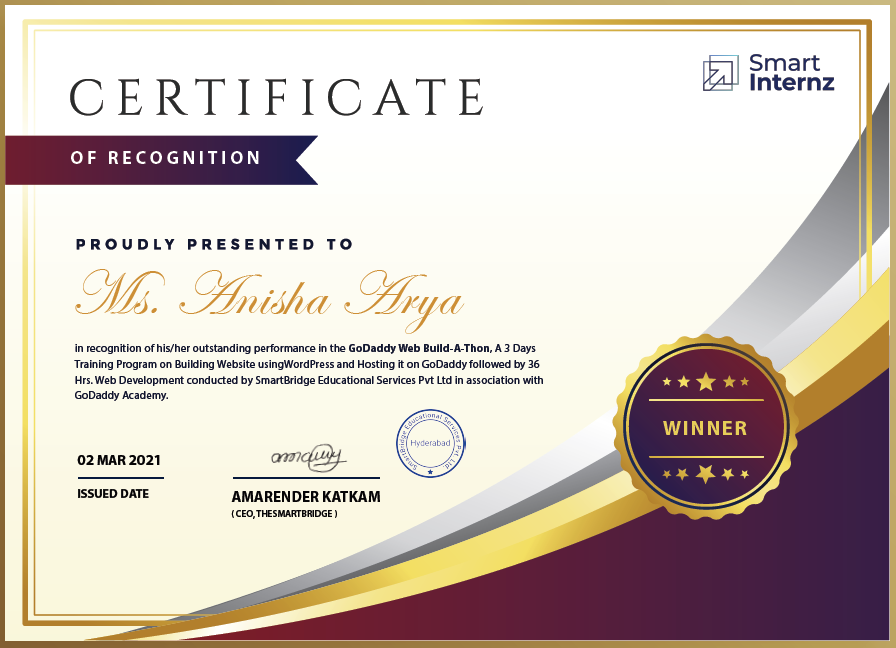 CERTIFICATE
Smart
Internz
OF RECOGNITION
PROUDLY PRESENTED TO
Ms. Anisha Arya
in recognition of his/her outstanding performance in the GoDaddy Web Build-A-Thon, A 3 Days
Training Program on Building Website usingWordPress and Hosting it on GoDaddy followed by 36
Hrs. Web Development conducted by SmartBridge Educational Services Pvt Ltd in association with
GoDaddy Academy.
WINNER
SmartBridge Educational Services Pvt. Ltd.
Hyderabad
02 MAR 2021
ISSUED DATE
AMARENDER KATKAM
( CEO, THESMARTBRIDGE )